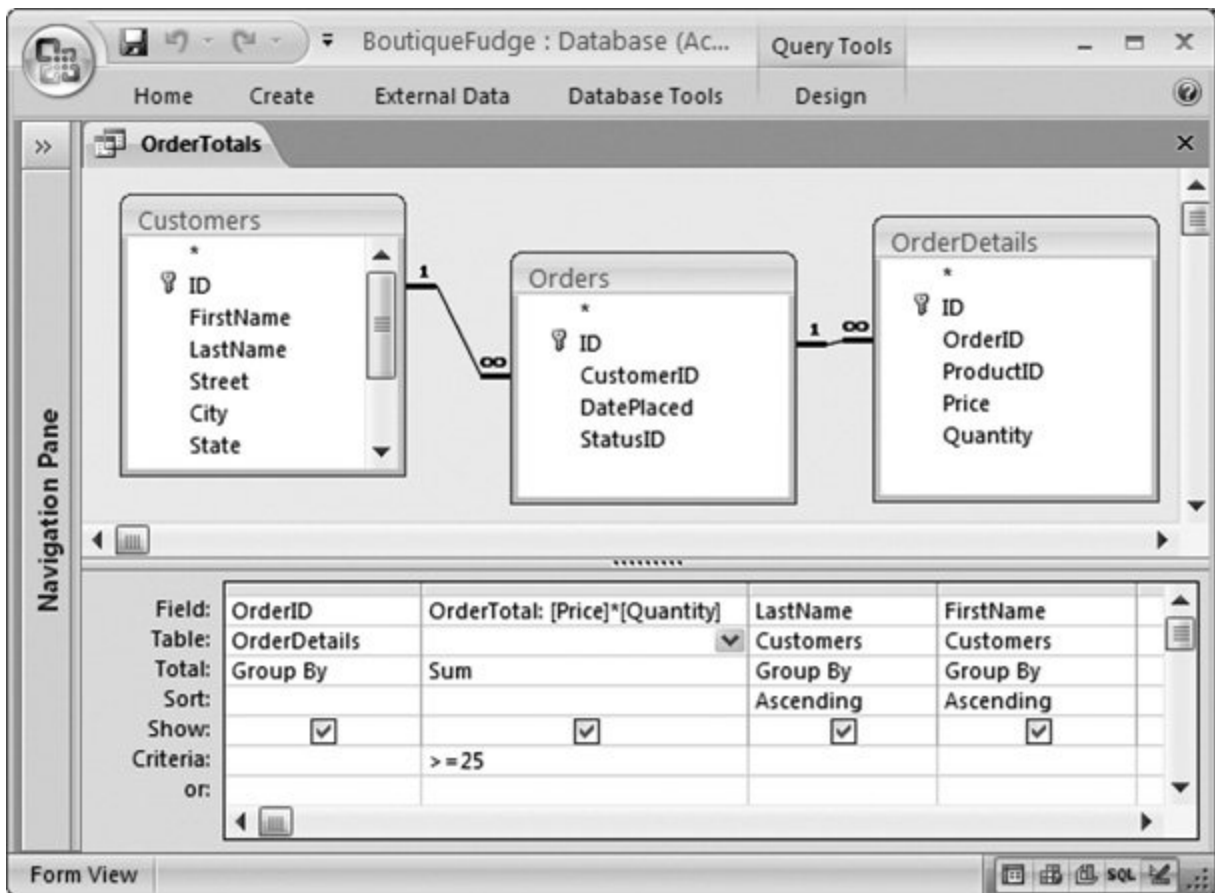 BoutiqueFudge : Database (Ac... Query Tools
Home Create External Data Database Tools Design
OrderTotals
Navigation Pane
Customers
*
ID
FirstName
LastName
Street
City
State
1
∞
Orders
*
ID
CustomerID
DatePlaced
StatusID
1 ∞
OrderDetails
*
ID
OrderID
ProductID
Price
Quantity
Field: OrderID OrderTotal: [Price]*[Quantity] LastName FirstName
Table: OrderDetails Customers Customers
Total: Group By Sum Group By Group By
Sort: Ascending Ascending
Show:
Criteria: >=25
or:
Form View SQL